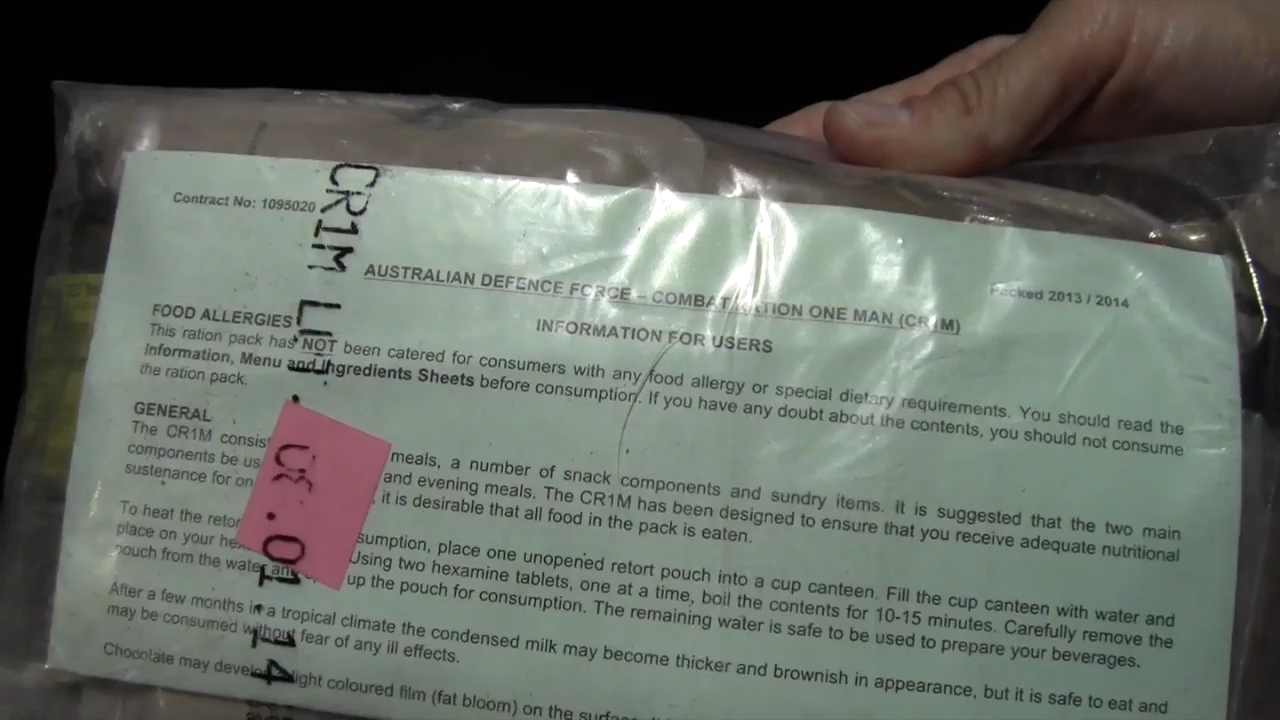 Contract No: 1095020
Packed 2013 / 2014
AUSTRALIAN DEFENCE FORCE – COMBAT RATION ONE MAN (CR1M)
INFORMATION FOR USERS
FOOD ALLERGIES
This ration pack has NOT been catered for consumers with any food allergy or special dietary requirements. You should read the
Information, Menu and Ingredients Sheets before consumption. If you have any doubt about the contents, you should not consume
the ration pack.
GENERAL
The CR1M consis meals, a number of snack components and sundry items. It is suggested that the two main
components be us and evening meals. The CR1M has been designed to ensure that you receive adequate nutritional
sustenance for on , it is desirable that all food in the pack is eaten.
To heat the retor sumption, place one unopened retort pouch into a cup canteen. Fill the cup canteen with water and
place on your he Using two hexamine tablets, one at a time, boil the contents for 10-15 minutes. Carefully remove the
pouch from the water and up the pouch for consumption. The remaining water is safe to be used to prepare your beverages.
After a few months in a tropical climate the condensed milk may become thicker and brownish in appearance, but it is safe to eat and
may be consumed without fear of any ill effects.
Chocolate may develop light coloured film (fat bloom) on the
CR1M
.01.14